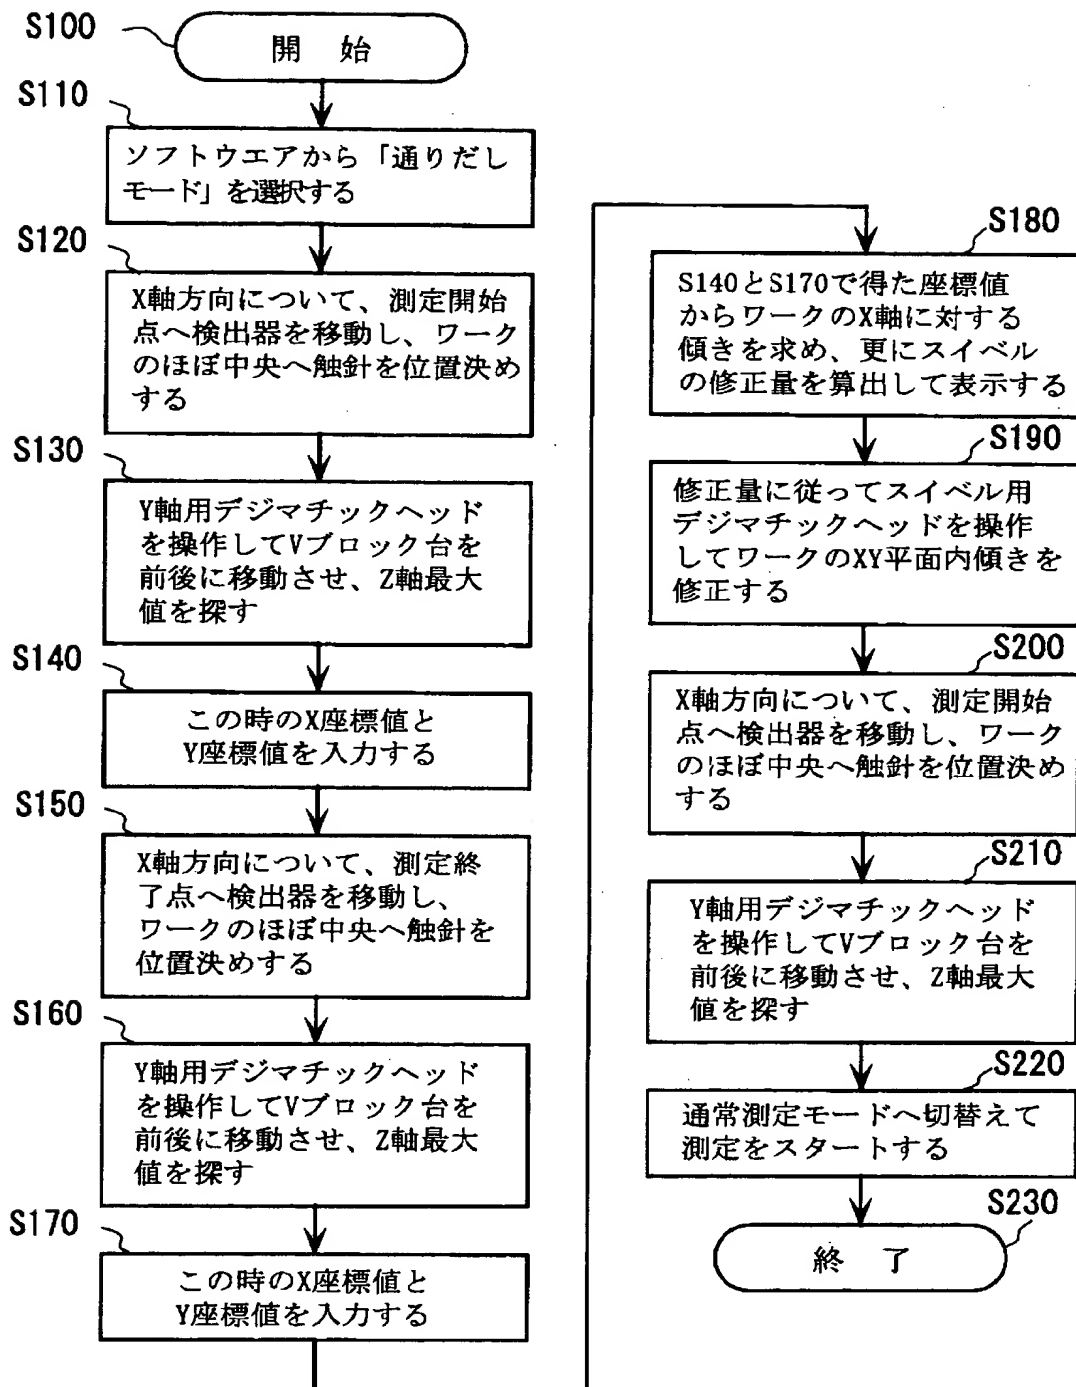 S100
開 始
S110
ソフトウエアから「通りだし
モード」を選択する
S120
X軸方向について、測定開始
点へ検出器を移動し、ワーク
のほぼ中央へ触針を位置決め
する
S130
Y軸用デジマチックヘッド
を操作してVブロック台を
前後に移動させ、Z軸最大
値を探す
S140
この時のX座標値と
Y座標値を入力する
S150
X軸方向について、測定終
了点へ検出器を移動し、
ワークのほぼ中央へ触針を
位置決めする
S160
Y軸用デジマチックヘッド
を操作してVブロック台を
前後に移動させ、Z軸最大
値を探す
S170
この時のX座標値と
Y座標値を入力する
S180
S140とS170で得た座標値
からワークのX軸に対する
傾きを求め、更にスイベル
の修正量を算出して表示する
S190
修正量に従ってスイベル用
デジマチックヘッドを操作
してワークのXY平面内傾きを
修正する
S200
X軸方向について、測定開始
点へ検出器を移動し、ワーク
のほぼ中央へ触針を位置決め
する
S210
Y軸用デジマチックヘッド
を操作してVブロック台を
前後に移動させ、Z軸最大
値を探す
S220
通常測定モードへ切替えて
測定をスタートする
S230
終 了